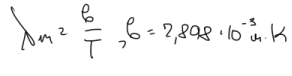 λm = b/T , b = 2,898 · 10⁻³ m · K